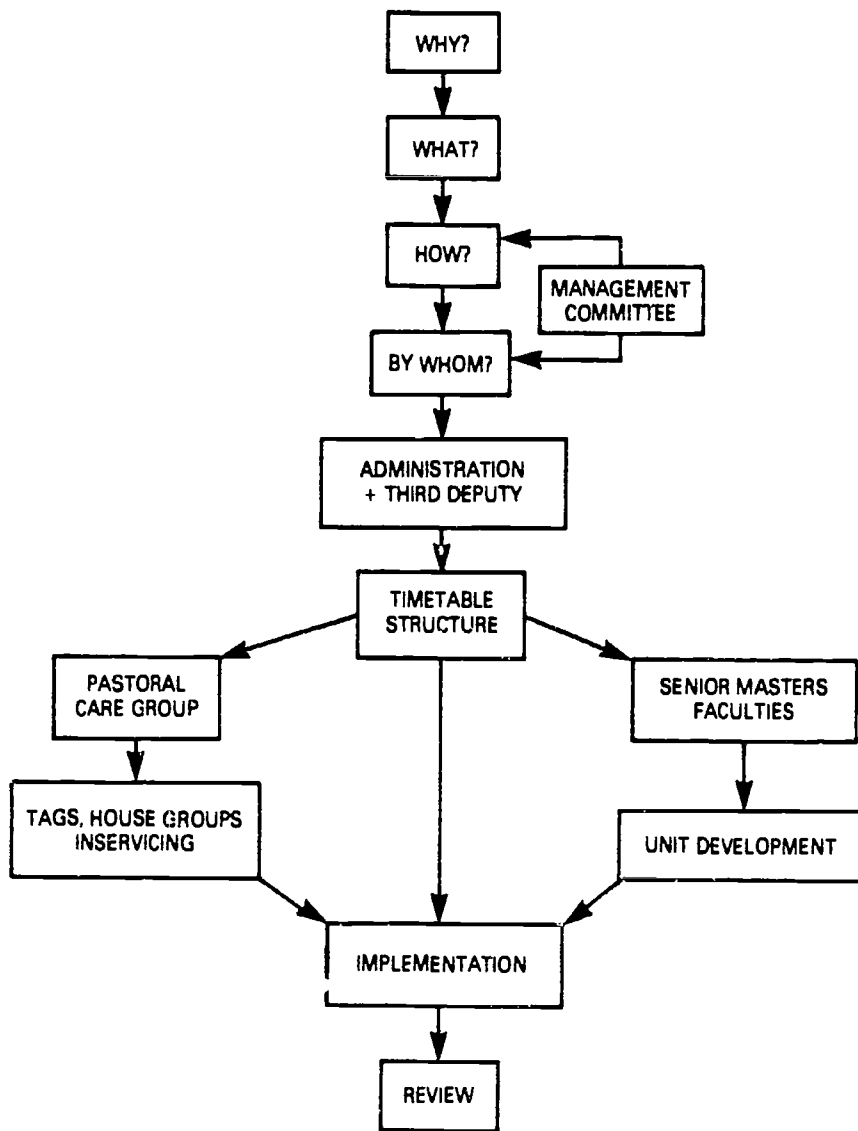 WHY?
WHAT?
HOW?
MANAGEMENT
COMMITTEE
BY WHOM?
ADMINISTRATION
+ THIRD DEPUTY
TIMETABLE
STRUCTURE
PASTORAL
CARE GROUP
SENIOR MASTERS
FACULTIES
TAGS, HOUSE GROUPS
INSERVICING
UNIT DEVELOPMENT
IMPLEMENTATION
REVIEW